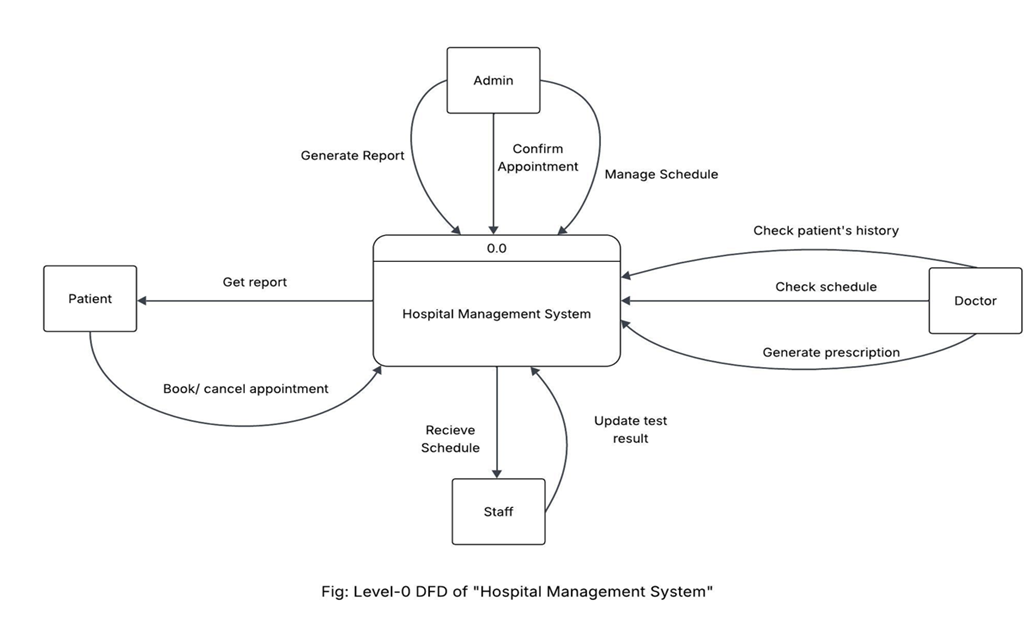 Admin
Generate Report
Confirm
Appointment
Manage Schedule
Check patient's history
0.0
Get report
Check schedule
Patient
Doctor
Hospital Management System
Generate prescription
Book/ cancel appointment
Update test
result
Recieve
Schedule
Staff
Fig: Level-0 DFD of "Hospital Management System"